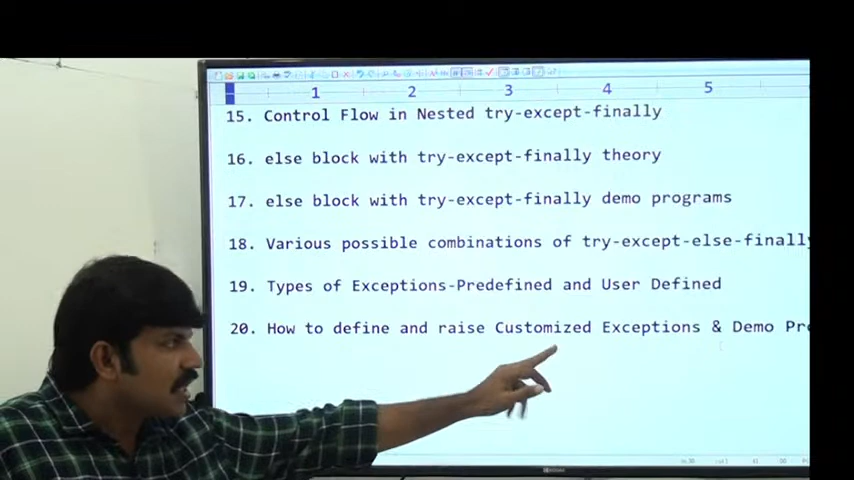 1 2 3 4 5
15. Control Flow in Nested try-except-finally
16. else block with try-except-finally theory
17. else block with try-except-finally demo programs
18. Various possible combinations of try-except-else-finally
19. Types of Exceptions-Predefined and User Defined
20. How to define and raise Customized Exceptions & Demo Pr